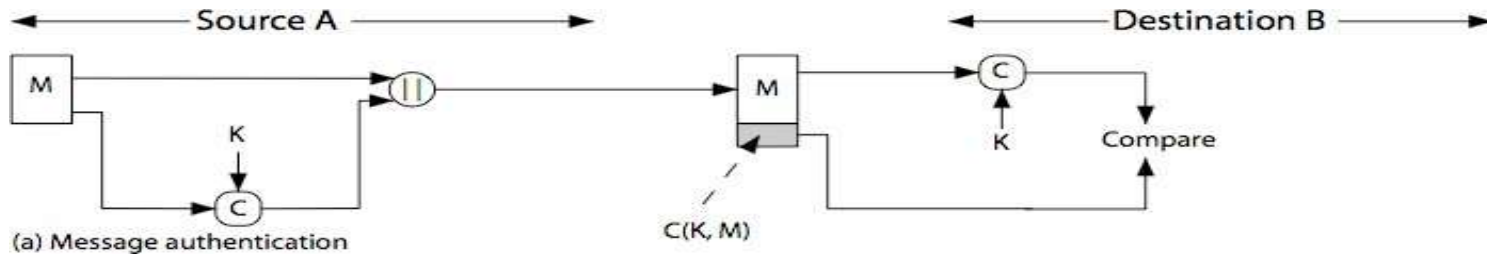 Source A
Destination B
M
||
M
C
K
K
Compare
C
C(K, M)
(a) Message authentication